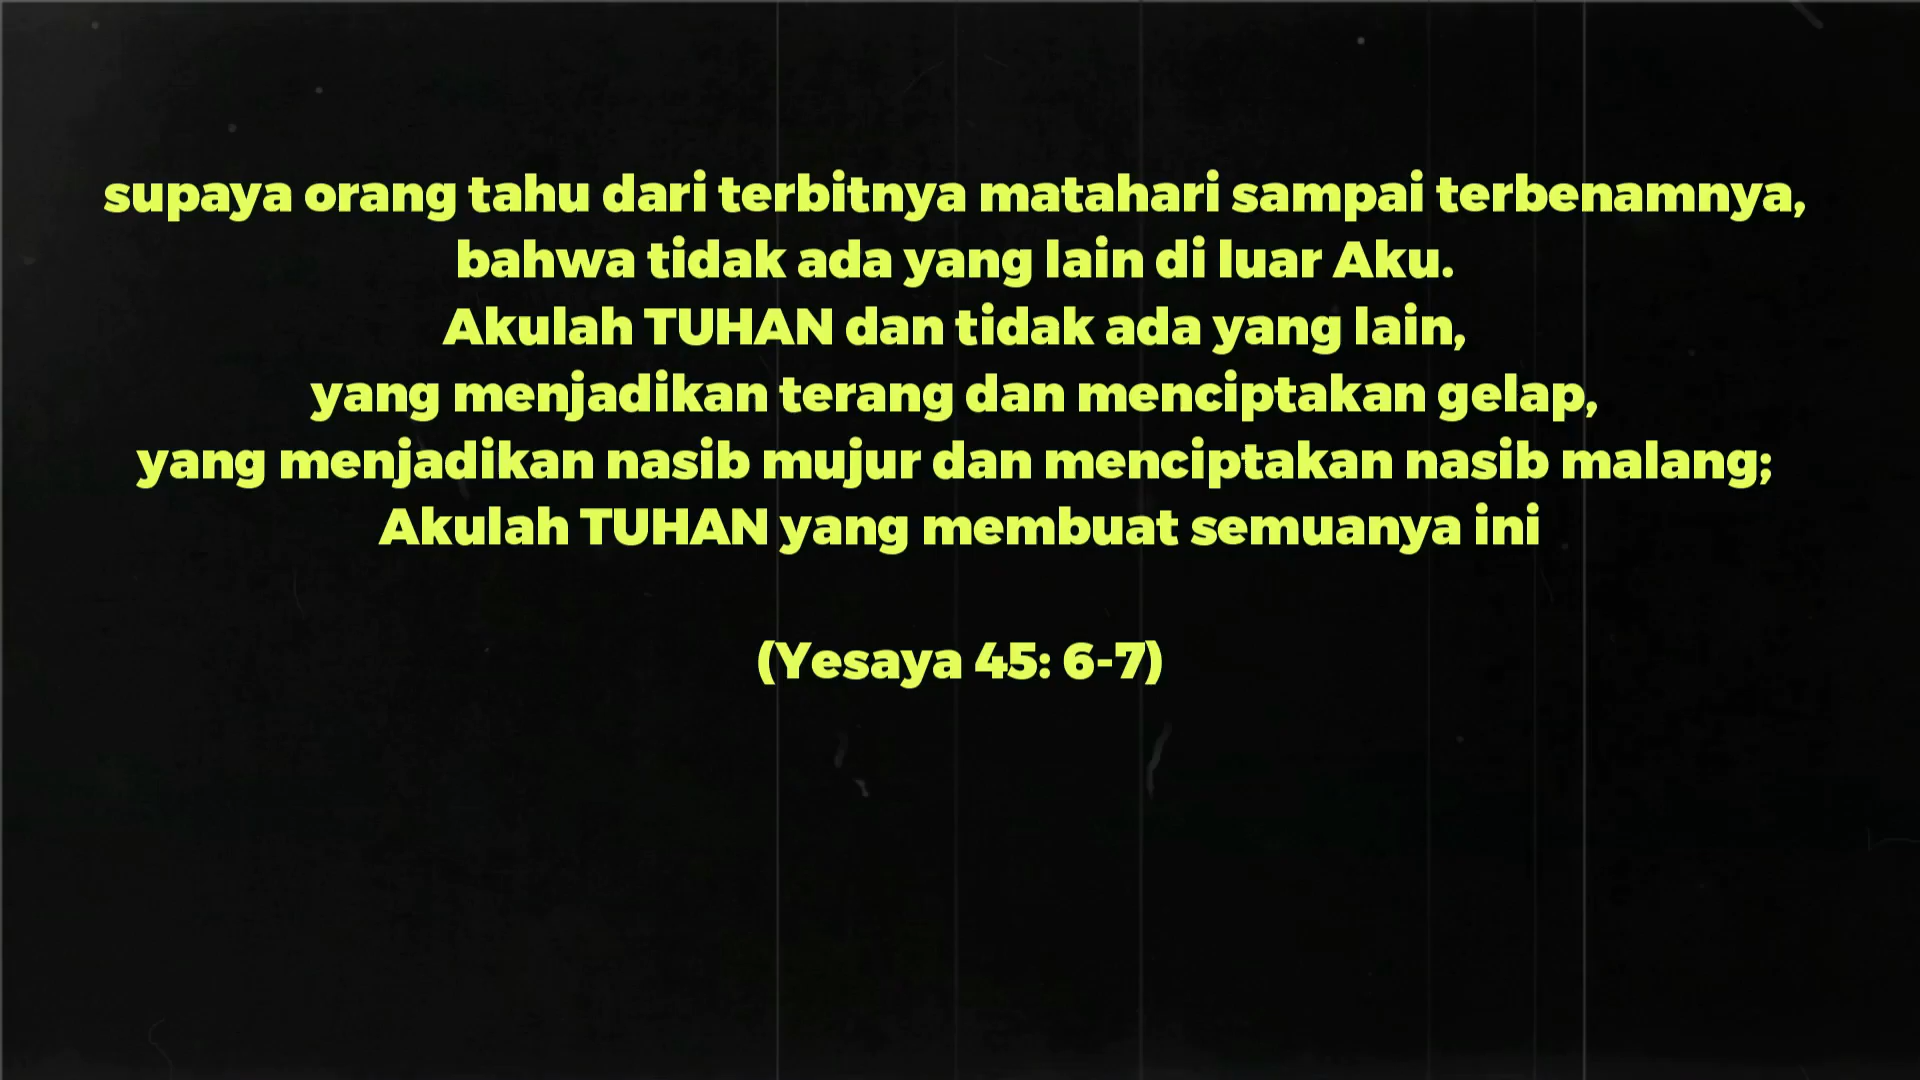 supaya orang tahu dari terbitnya matahari sampai terbenamnya,
bahwa tidak ada yang lain di luar Aku.
Akulah TUHAN dan tidak ada yang lain,
yang menjadikan terang dan menciptakan gelap,
yang menjadikan nasib mujur dan menciptakan nasib malang;
Akulah TUHAN yang membuat semuanya ini
(Yesaya 45: 6-7)